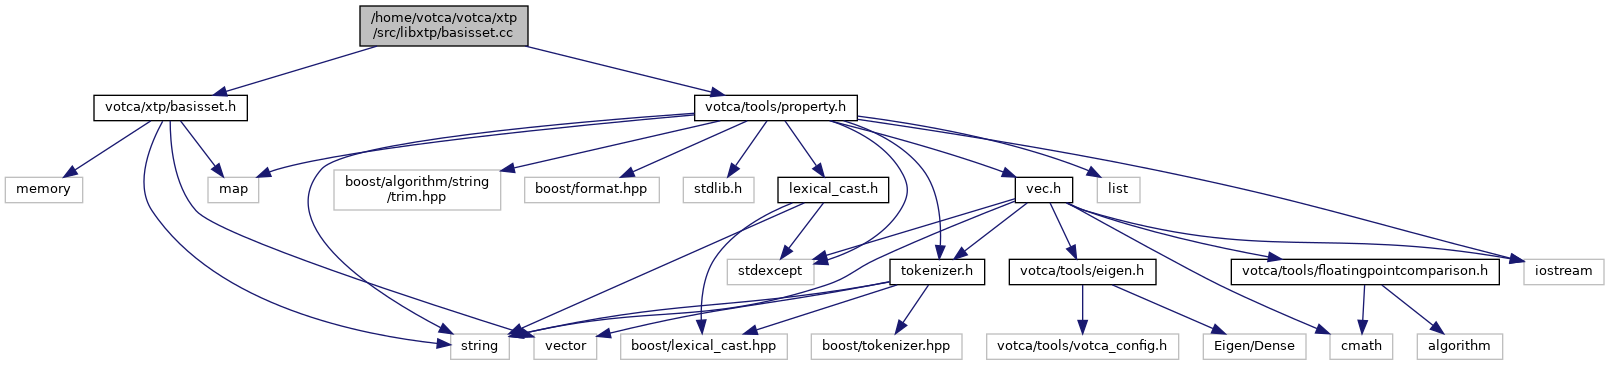 /home/votca/votca/xtp
/src/libxtp/basisset.cc
votca/xtp/basisset.h
votca/tools/property.h
memory
map
boost/algorithm/string
/trim.hpp
boost/format.hpp
stdlib.h
lexical_cast.h
vec.h
list
stdexcept
tokenizer.h
votca/tools/eigen.h
votca/tools/floatingpointcomparison.h
iostream
string
vector
boost/lexical_cast.hpp
boost/tokenizer.hpp
votca/tools/votca_config.h
Eigen/Dense
cmath
algorithm